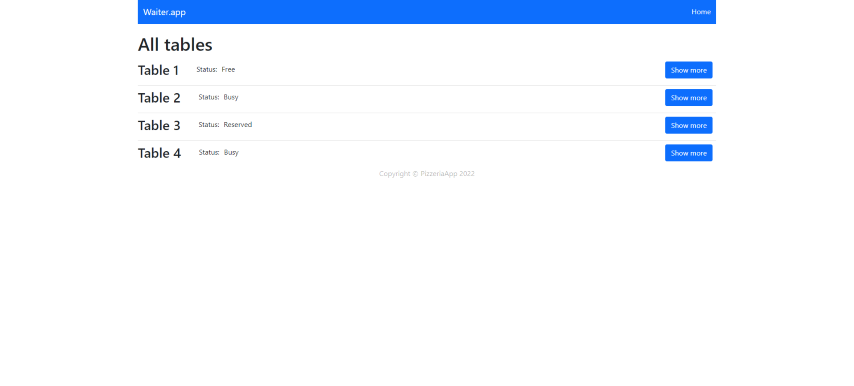 Waiter.app Home
All tables
Table 1 Status: Free Show more
Table 2 Status: Busy Show more
Table 3 Status: Reserved Show more
Table 4 Status: Busy Show more
Copyright © PizzeriaApp 2022